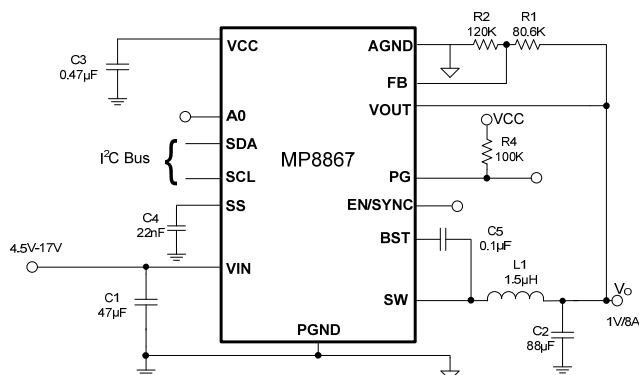 R2
120K
R1
80.6K
C3
0.47µF
VCC
AGND
FB
VOUT
A0
VCC
SDA
I²C Bus
MP8867
R4
100K
SCL
PG
SS
EN/SYNC
C4
22nF
BST
C5
0.1µF
4.5V-17V
VIN
L1
1.5µH
C1
47µF
SW
VO
1V/8A
PGND
C2
88µF